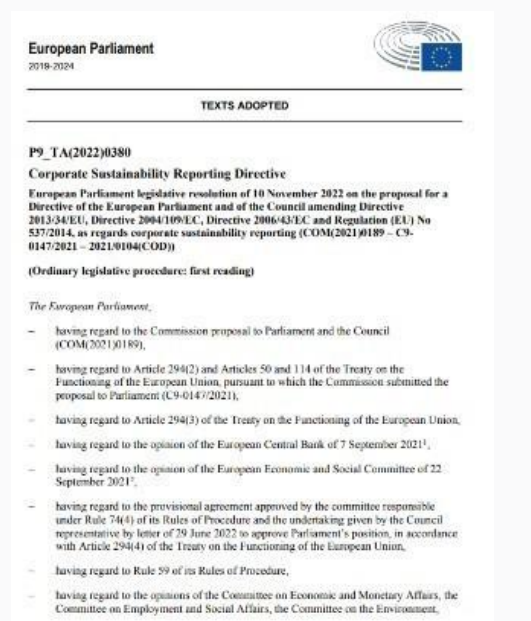 European Parliament
2019-2024
TEXTS ADOPTED
P9_TA(2022)0380
Corporate Sustainability Reporting Directive
European Parliament legislative resolution of 10 November 2022 on the proposal for a
Directive of the European Parliament and of the Council amending Directive
2013/34/EU, Directive 2004/109/EC, Directive 2006/43/EC and Regulation (EU) No
537/2014, as regards corporate sustainability reporting (COM(2021)0189 – C9-
0147/2021 – 2021/0104(COD))
(Ordinary legislative procedure: first reading)
The European Parliament,
– having regard to the Commission proposal to Parliament and the Council
(COM(2021)0189),
– having regard to Article 294(2) and Articles 50 and 114 of the Treaty on the
Functioning of the European Union, pursuant to which the Commission submitted the
proposal to Parliament (C9-0147/2021),
– having regard to Article 294(3) of the Treaty on the Functioning of the European Union,
– having regard to the opinion of the European Central Bank of 7 September 2021¹,
– having regard to the opinion of the European Economic and Social Committee of 22
September 2021²,
– having regard to the provisional agreement approved by the committee responsible
under Rule 74(4) of its Rules of Procedure and the undertaking given by the Council
representative by letter of 29 June 2022 to approve Parliament's position, in accordance
with Article 294(4) of the Treaty on the Functioning of the European Union,
– having regard to Rule 59 of its Rules of Procedure,
– having regard to the opinions of the Committee on Economic and Monetary Affairs, the
Committee on Employment and Social Affairs, the Committee on the Environment,